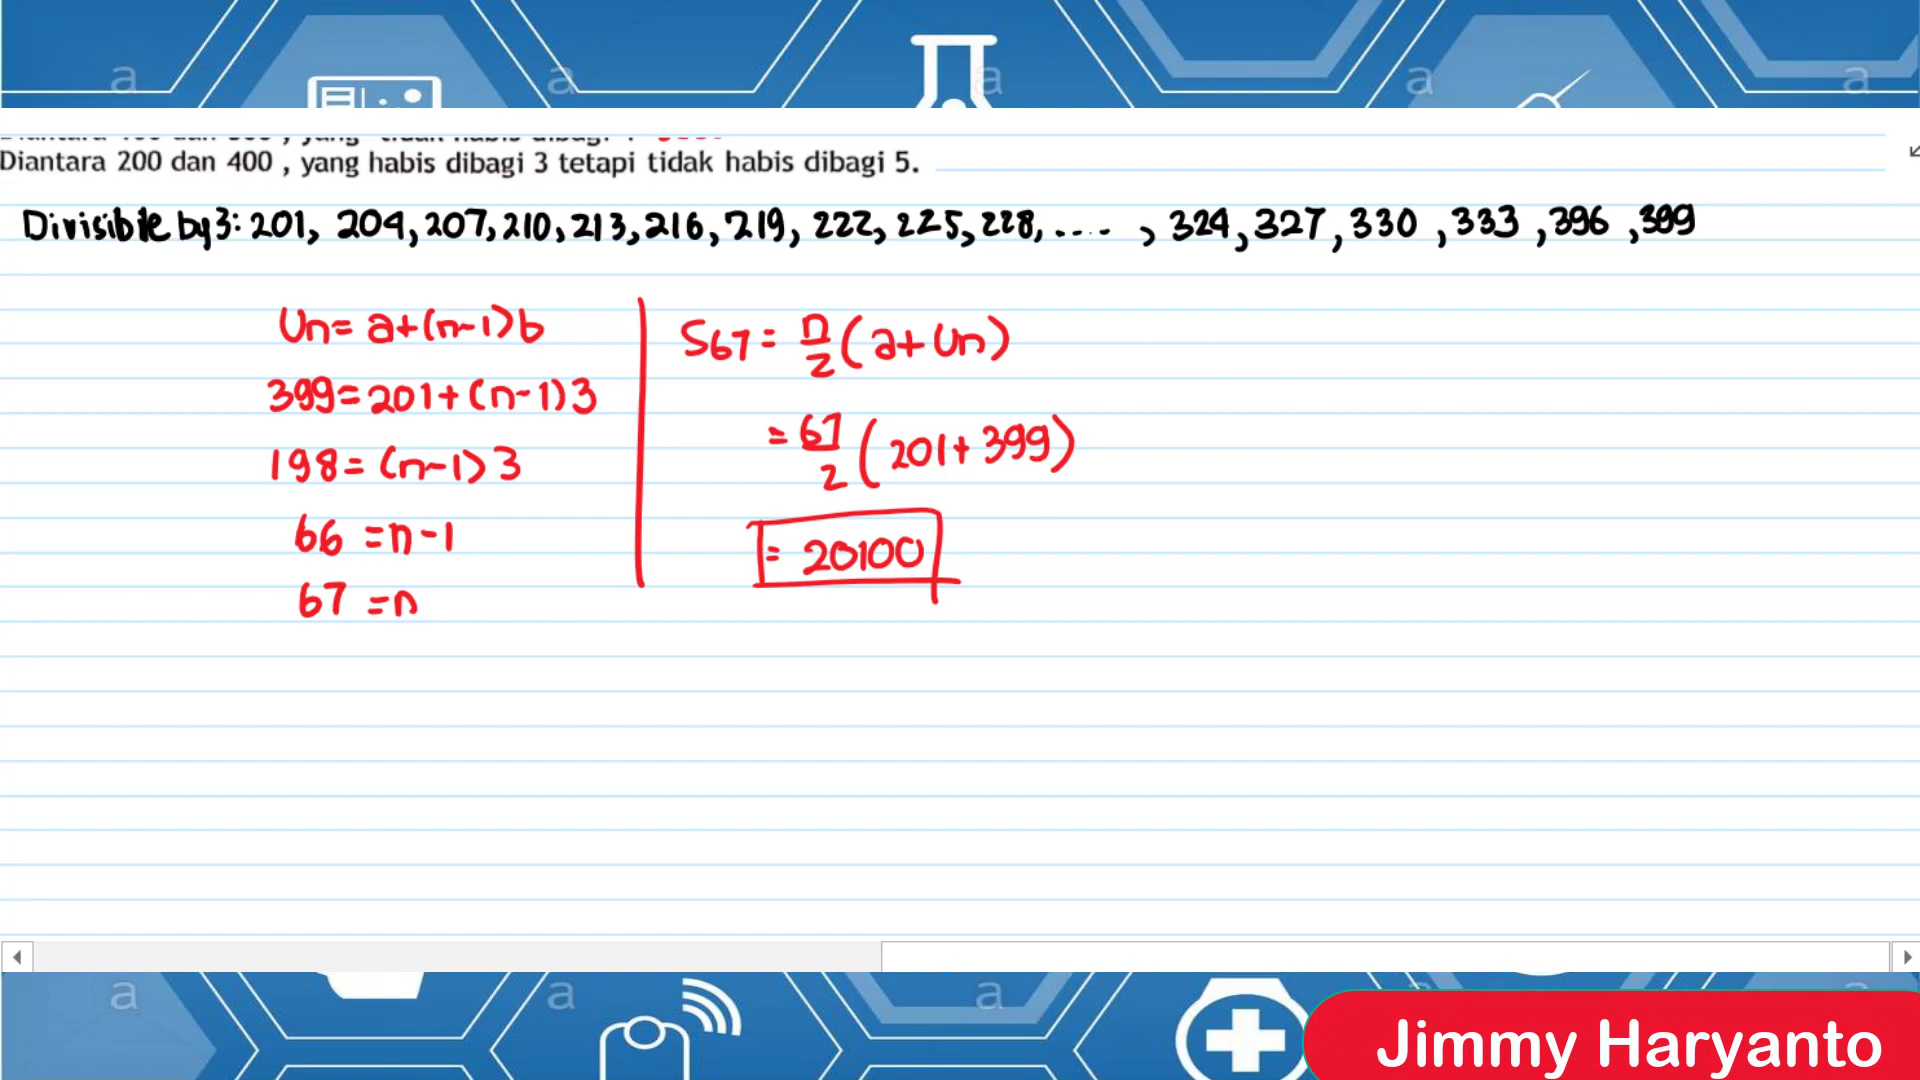 Diantara 200 dan 400 , yang habis dibagi 3 tetapi tidak habis dibagi 5.
Divisible by 3: 201, 204, 207, 210, 213, 216, 219, 222, 225, 228, ..... , 324, 327, 330 , 333 , 396 , 399
Un = a+(n-1)b
399 = 201 + (n-1)3
198 = (n-1) 3
66 = n-1
67 = n
S67 = n/2 (a+Un)
= 67/2 (201+ 399)
= 20100
Jimmy Haryanto